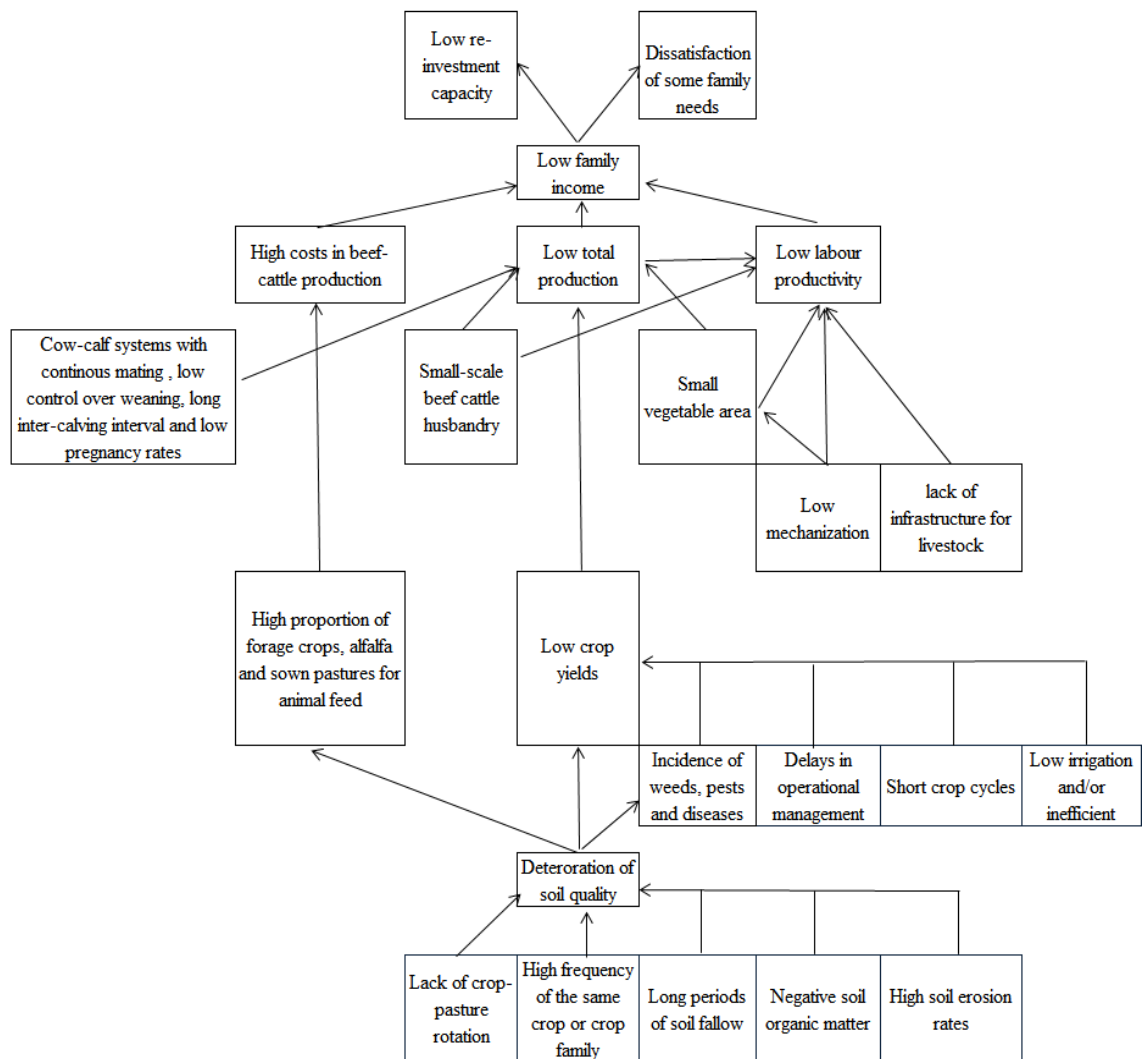 Low re-
investment
capacity
Dissatisfaction
of some family
needs
Low family
income
High costs in beef-
cattle production
Low total
production
Low labour
productivity
Cow-calf systems with
continous mating , low
control over weaning, long
inter-calving interval and low
pregnancy rates
Small-scale
beef cattle
husbandry
Small
vegetable area
Low
mechanization
lack of
infrastructure for
livestock
High proportion of
forage crops, alfalfa
and sown pastures for
animal feed
Low crop
yields
Incidence of
weeds, pests
and diseases
Delays in
operational
management
Short crop cycles
Low irrigation
and/or
inefficient
Deteroration of
soil quality
Lack of crop-
pasture
rotation
High frequency
of the same
crop or crop
family
Long periods
of soil fallow
Negative soil
organic matter
High soil erosion
rates